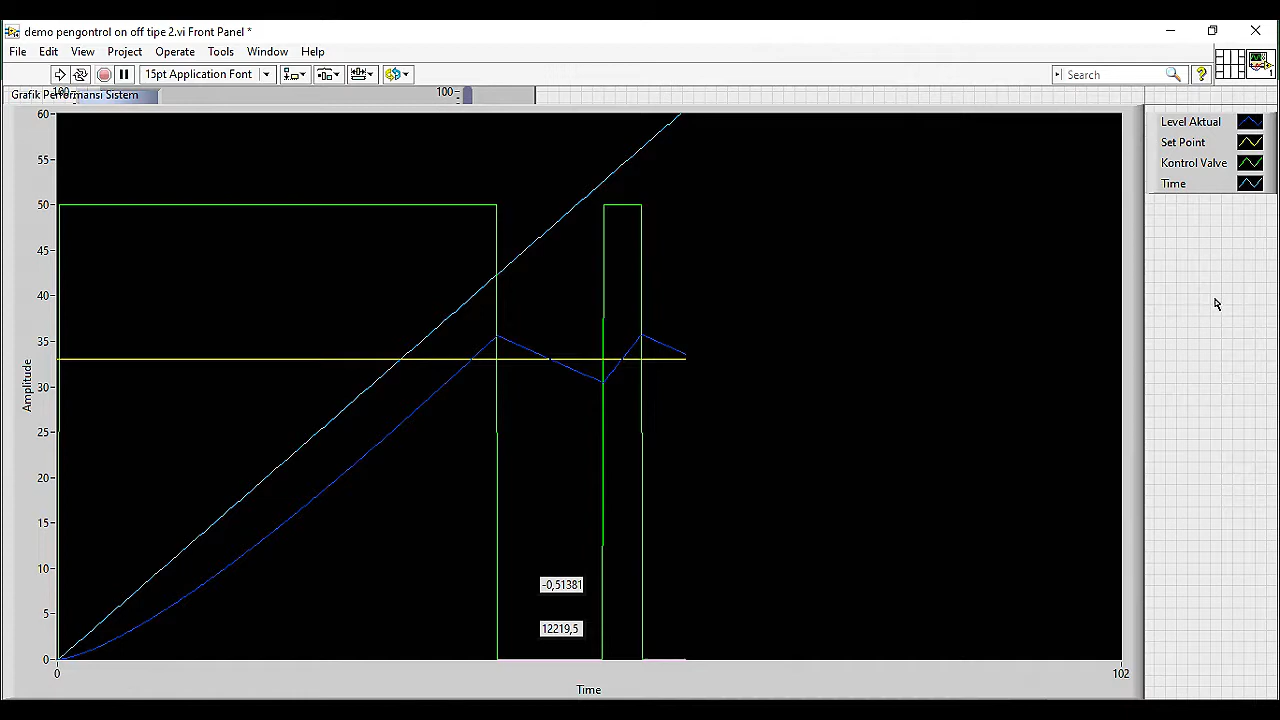 demo pengontrol on off tipe 2.vi Front Panel *
File Edit View Project Operate Tools Window Help
15pt Application Font
Search
?
1
Grafik Performansi Sistem
100
60
55
50
45
40
35
30
25
20
15
10
5
0
Amplitude
Level Aktual
Set Point
Kontrol Valve
Time
-0,51381
12219,5
0
102
Time